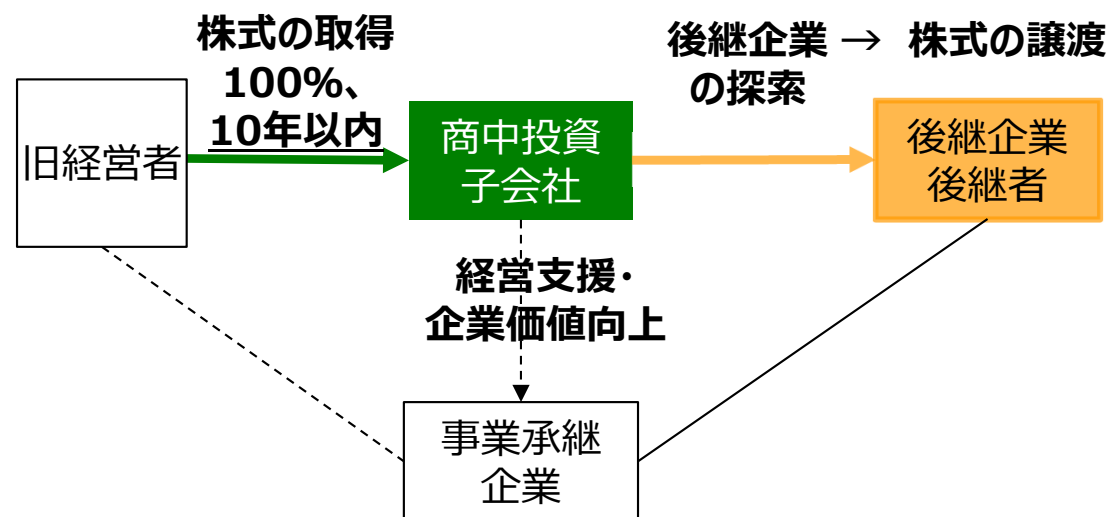 株式の取得
100%、
10年以内
後継企業 → 株式の譲渡
の探索
旧経営者
商中投資
子会社
後継企業
後継者
経営支援・
企業価値向上
事業承継
企業